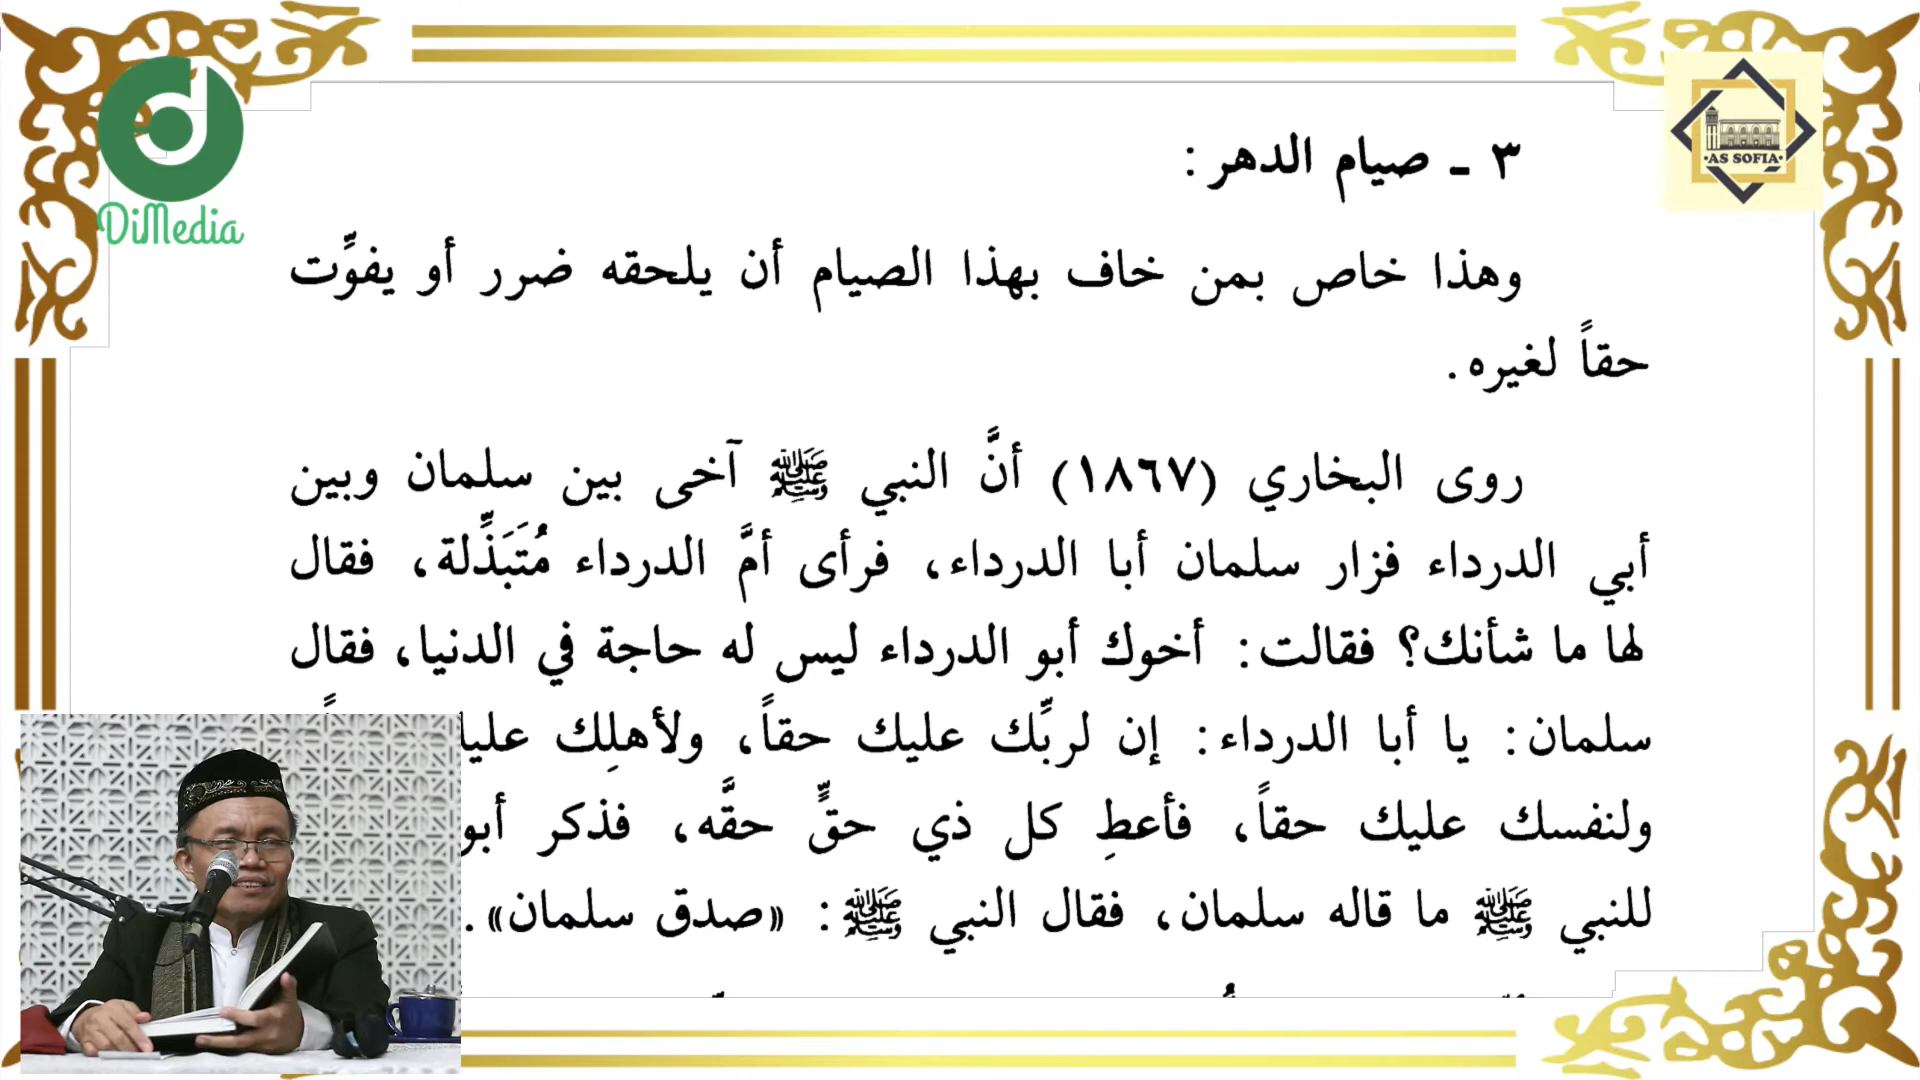 DiMedia
AS SOFIA
٣ ـ صيام الدهر :
وهذا خاص بمن خاف بهذا الصيام أن يلحقه ضرر أو يفوِّت
حقاً لغيره .
روى البخاري (١٨٦٧) أنَّ النبي ﷺ آخى بين سلمان وبين
أبي الدرداء فزار سلمان أبا الدرداء، فرأى أمَّ الدرداء مُتَبَذِّلة، فقال
لها ما شأنك؟ فقالت: أخوك أبو الدرداء ليس له حاجة في الدنيا، فقال
سلمان: يا أبا الدرداء: إن لربِّك عليك حقاً، ولأهلِك
ولنفسك عليك حقاً، فأعطِ كل ذي حقٍّ حقَّه، فذكر أبو
للنبي ﷺ ما قاله سلمان، فقال النبي ﷺ: «صدق سلمان».